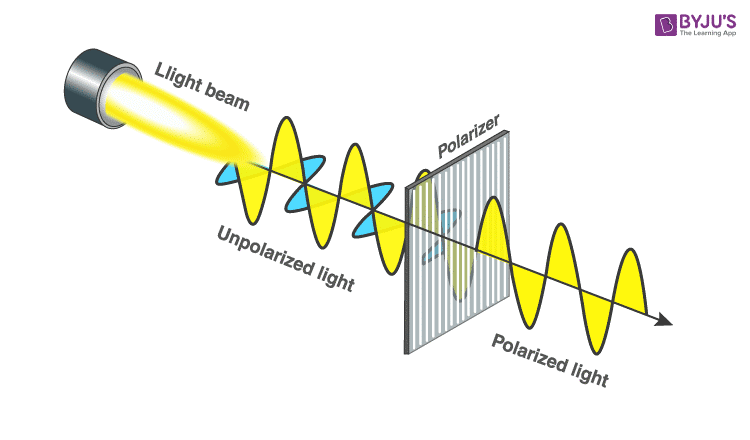 BYJU'S
The Learning App
Llight beam
Polarizer
Unpolarized light
Polarized light